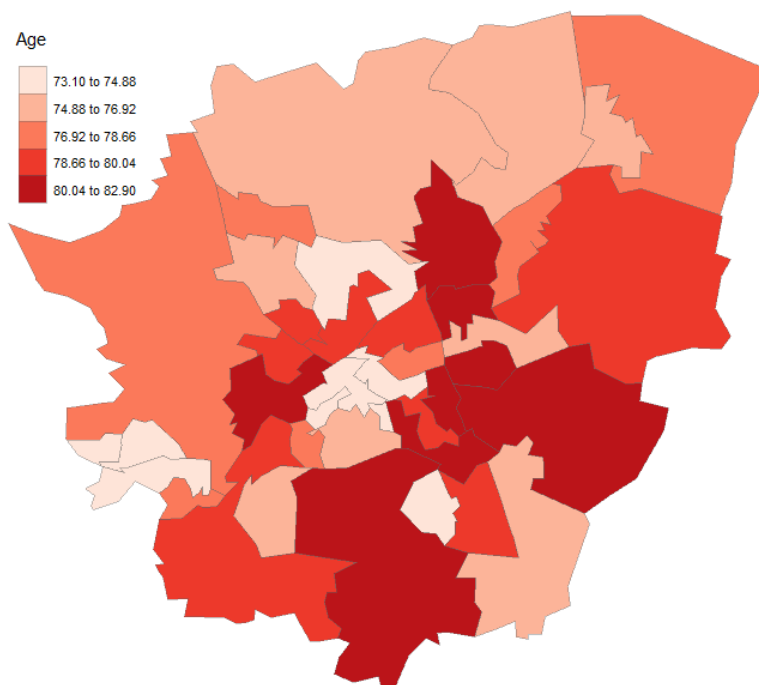 Age
73.10 to 74.88
74.88 to 76.92
76.92 to 78.66
78.66 to 80.04
80.04 to 82.90